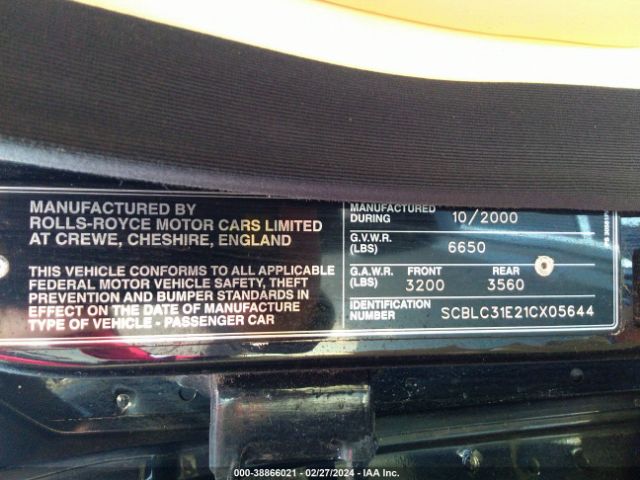 MANUFACTURED BY
ROLLS-ROYCE MOTOR CARS LIMITED
AT CREWE, CHESHIRE, ENGLAND
THIS VEHICLE CONFORMS TO ALL APPLICABLE
FEDERAL MOTOR VEHICLE SAFETY, THEFT
PREVENTION AND BUMPER STANDARDS IN
EFFECT ON THE DATE OF MANUFACTURE
TYPE OF VEHICLE - PASSENGER CAR
MANUFACTURED
DURING 10/2000
G.V.W.R.
(LBS) 6650
G.A.W.R. FRONT REAR
(LBS) 3200 3560
IDENTIFICATION
NUMBER SCBLC31E21CX05644
000-38866021 - 02/27/2024 - IAA Inc.